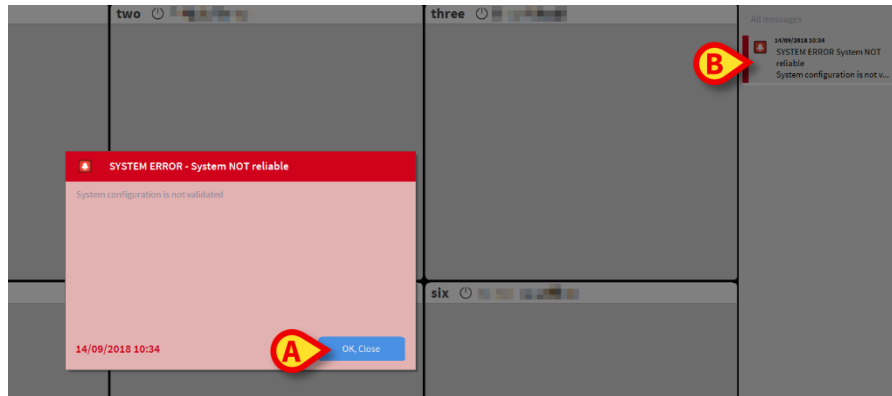 two
three
All messages
14/09/2018 10:34
SYSTEM ERROR System NOT
reliable
System configuration is not v...
B
SYSTEM ERROR - System NOT reliable
System configuration is not validated
14/09/2018 10:34
A
OK, Close
six